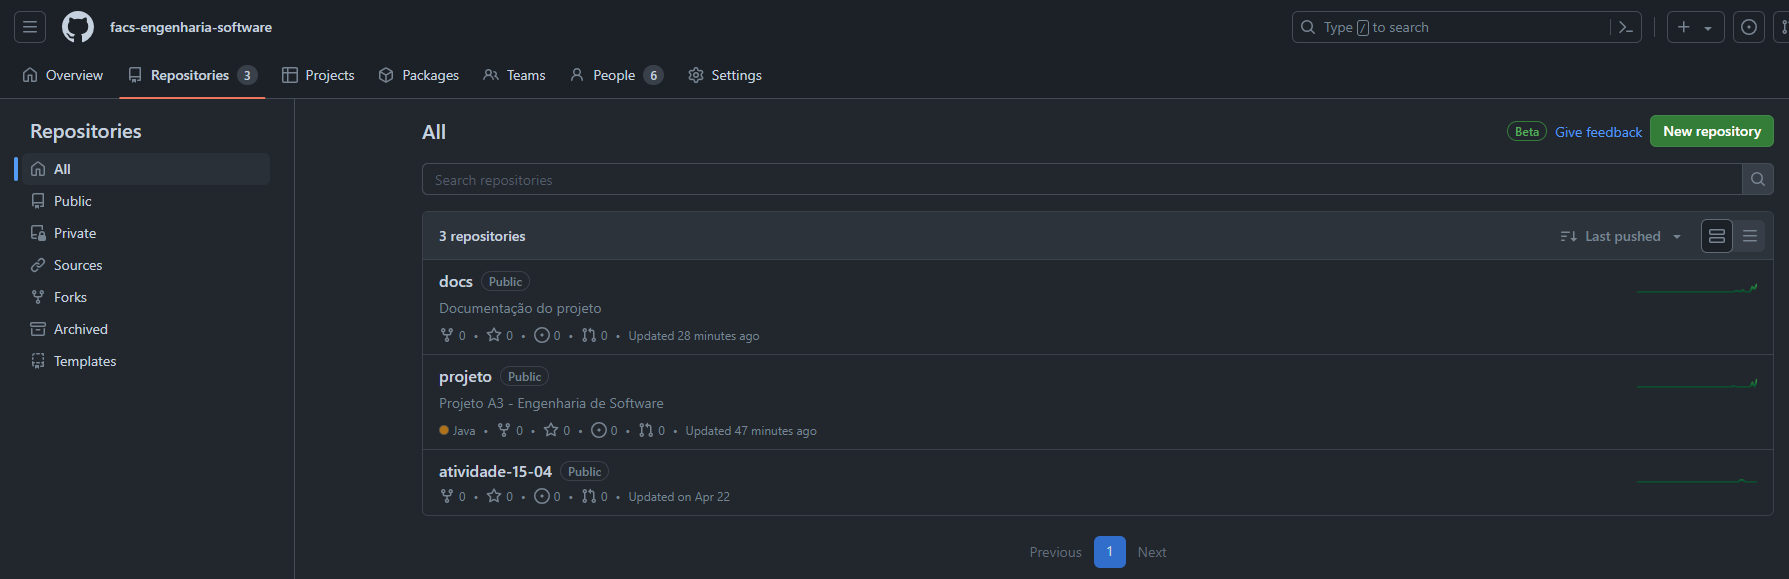 facs-engenharia-software
Type / to search
Overview
Repositories 3
Projects
Packages
Teams
People 6
Settings
Repositories
All
Public
Private
Sources
Forks
Archived
Templates
All
Beta Give feedback New repository
Search repositories
3 repositories
Last pushed
docs Public
Documentação do projeto
0 • 0 • 0 • 0 • Updated 28 minutes ago
projeto Public
Projeto A3 - Engenharia de Software
Java • 0 • 0 • 0 • 0 • Updated 47 minutes ago
atividade-15-04 Public
0 • 0 • 0 • 0 • Updated on Apr 22
Previous 1 Next